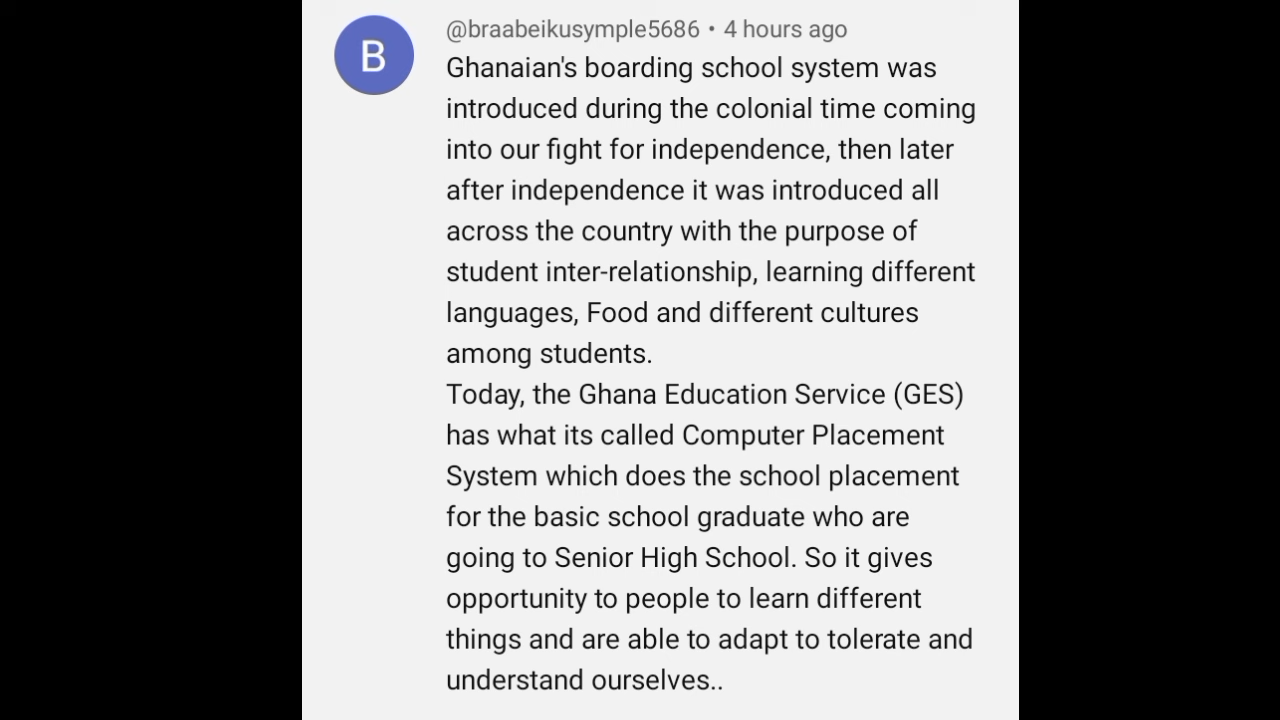 B
@braabeikusymple5686 • 4 hours ago
Ghanaian's boarding school system was
introduced during the colonial time coming
into our fight for independence, then later
after independence it was introduced all
across the country with the purpose of
student inter-relationship, learning different
languages, Food and different cultures
among students.
Today, the Ghana Education Service (GES)
has what its called Computer Placement
System which does the school placement
for the basic school graduate who are
going to Senior High School. So it gives
opportunity to people to learn different
things and are able to adapt to tolerate and
understand ourselves..